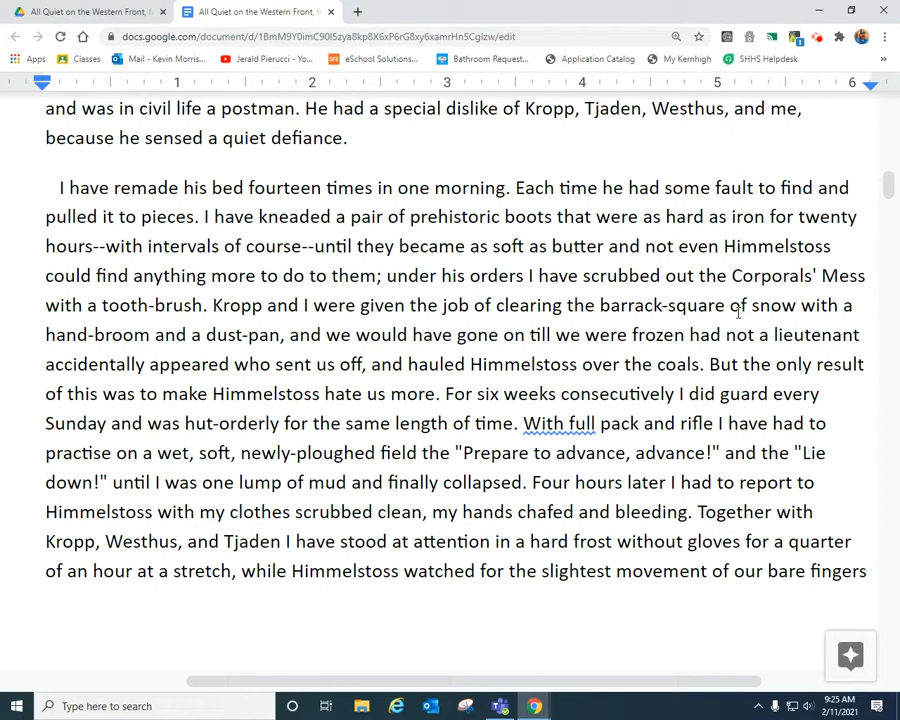 All Quiet on the Western Front, f
All Quiet on the Western Front, f
docs.google.com/document/d/1BmM9Y0imC90I5zya8kp8X6xP6rG8xy6xamrHn5CgIzw/edit
Apps
Classes
Mail - Kevin Morris...
Jerald Pierucci - Yo...
eSchool Solutions...
Bathroom Request...
Application Catalog
My Kernhigh
SHHS Helpdesk
1 2 3 4 5 6
and was in civil life a postman. He had a special dislike of Kropp, Tjaden, Westhus, and me,
because he sensed a quiet defiance.
I have remade his bed fourteen times in one morning. Each time he had some fault to find and
pulled it to pieces. I have kneaded a pair of prehistoric boots that were as hard as iron for twenty
hours--with intervals of course--until they became as soft as butter and not even Himmelstoss
could find anything more to do to them; under his orders I have scrubbed out the Corporals' Mess
with a tooth-brush. Kropp and I were given the job of clearing the barrack-square of snow with a
hand-broom and a dust-pan, and we would have gone on till we were frozen had not a lieutenant
accidentally appeared who sent us off, and hauled Himmelstoss over the coals. But the only result
of this was to make Himmelstoss hate us more. For six weeks consecutively I did guard every
Sunday and was hut-orderly for the same length of time. With full pack and rifle I have had to
practise on a wet, soft, newly-ploughed field the "Prepare to advance, advance!" and the "Lie
down!" until I was one lump of mud and finally collapsed. Four hours later I had to report to
Himmelstoss with my clothes scrubbed clean, my hands chafed and bleeding. Together with
Kropp, Westhus, and Tjaden I have stood at attention in a hard frost without gloves for a quarter
of an hour at a stretch, while Himmelstoss watched for the slightest movement of our bare fingers
Type here to search
9:25 AM
2/11/2021